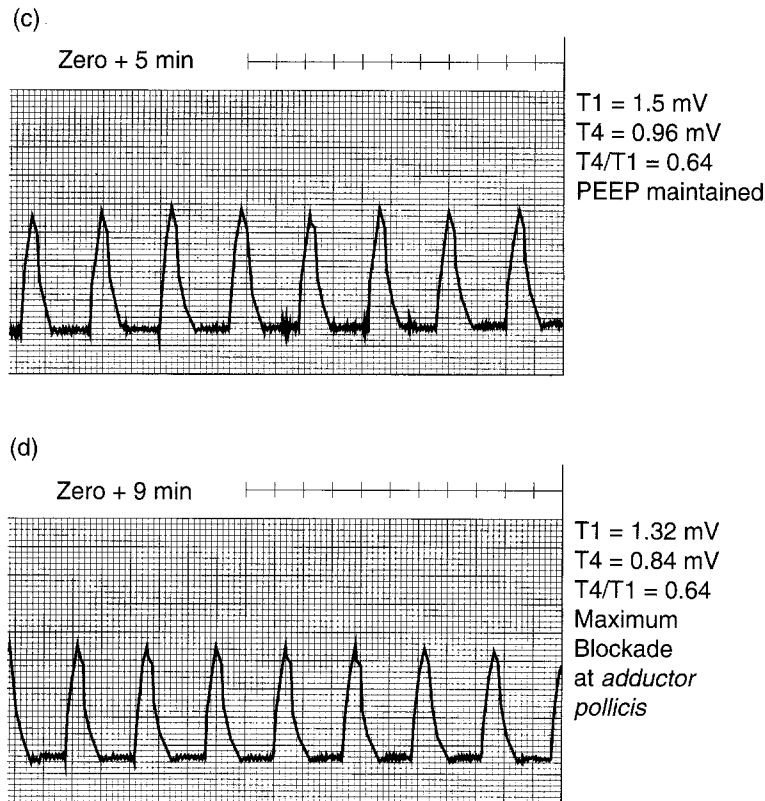 (c)
Zero + 5 min
T1 = 1.5 mV
T4 = 0.96 mV
T4/T1 = 0.64
PEEP maintained
(d)
Zero + 9 min
T1 = 1.32 mV
T4 = 0.84 mV
T4/T1 = 0.64
Maximum
Blockade
at adductor
pollicis